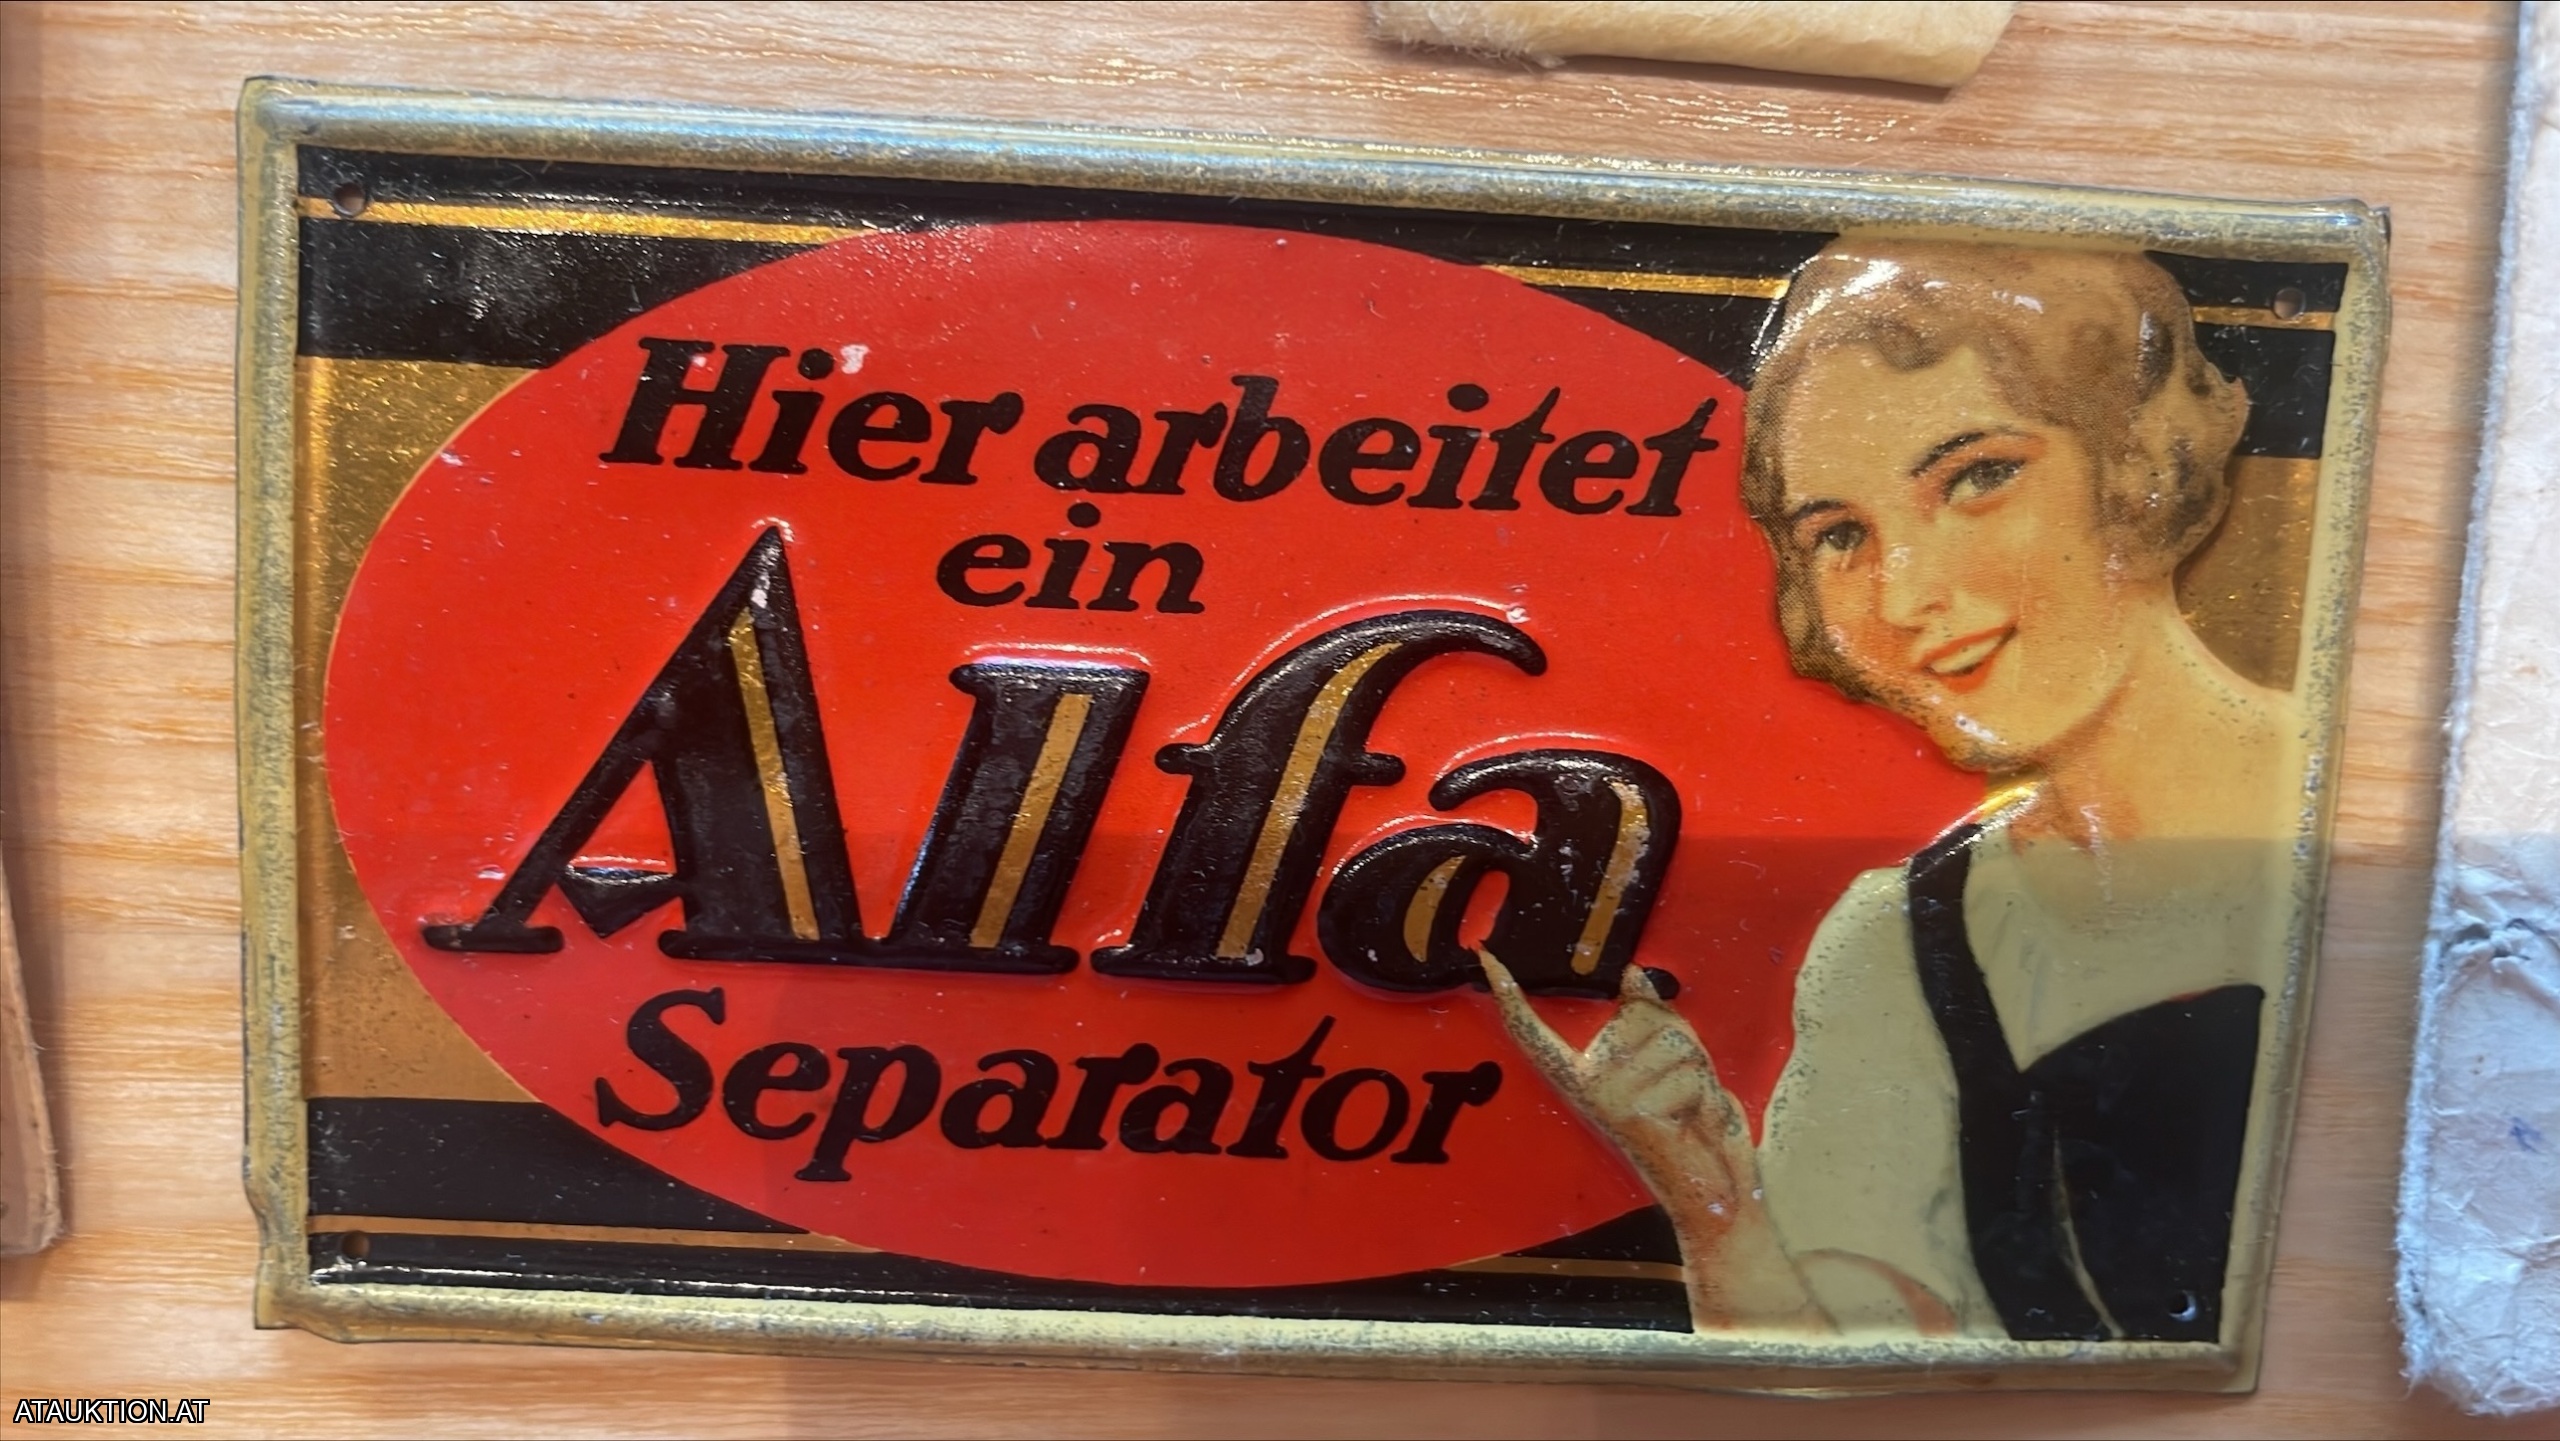 Hier arbeitet
ein
Alfa
Separator
ATAUKTION.AT